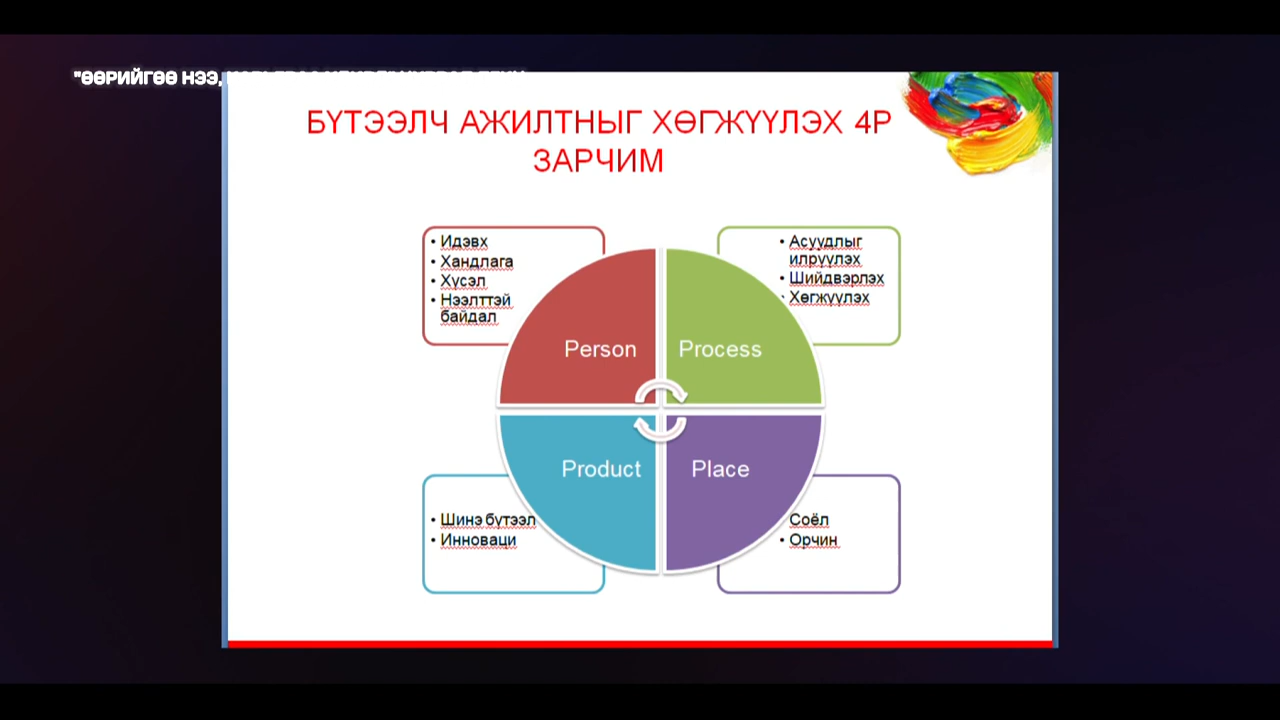 "ӨӨРИЙГӨӨ НЭЭ,
БҮТЭЭЛЧ АЖИЛТНЫГ ХӨГЖҮҮЛЭХ 4P
ЗАРЧИМ
• Идэвх
• Хандлага
• Хүсэл
• Нээлттэй
байдал
• Асуудлыг
илрүүлэх
• Шийдвэрлэх
• Хөгжүүлэх
Person
Process
Product
Place
• Шинэ бүтээл
• Инноваци
Соёл
• Орчин